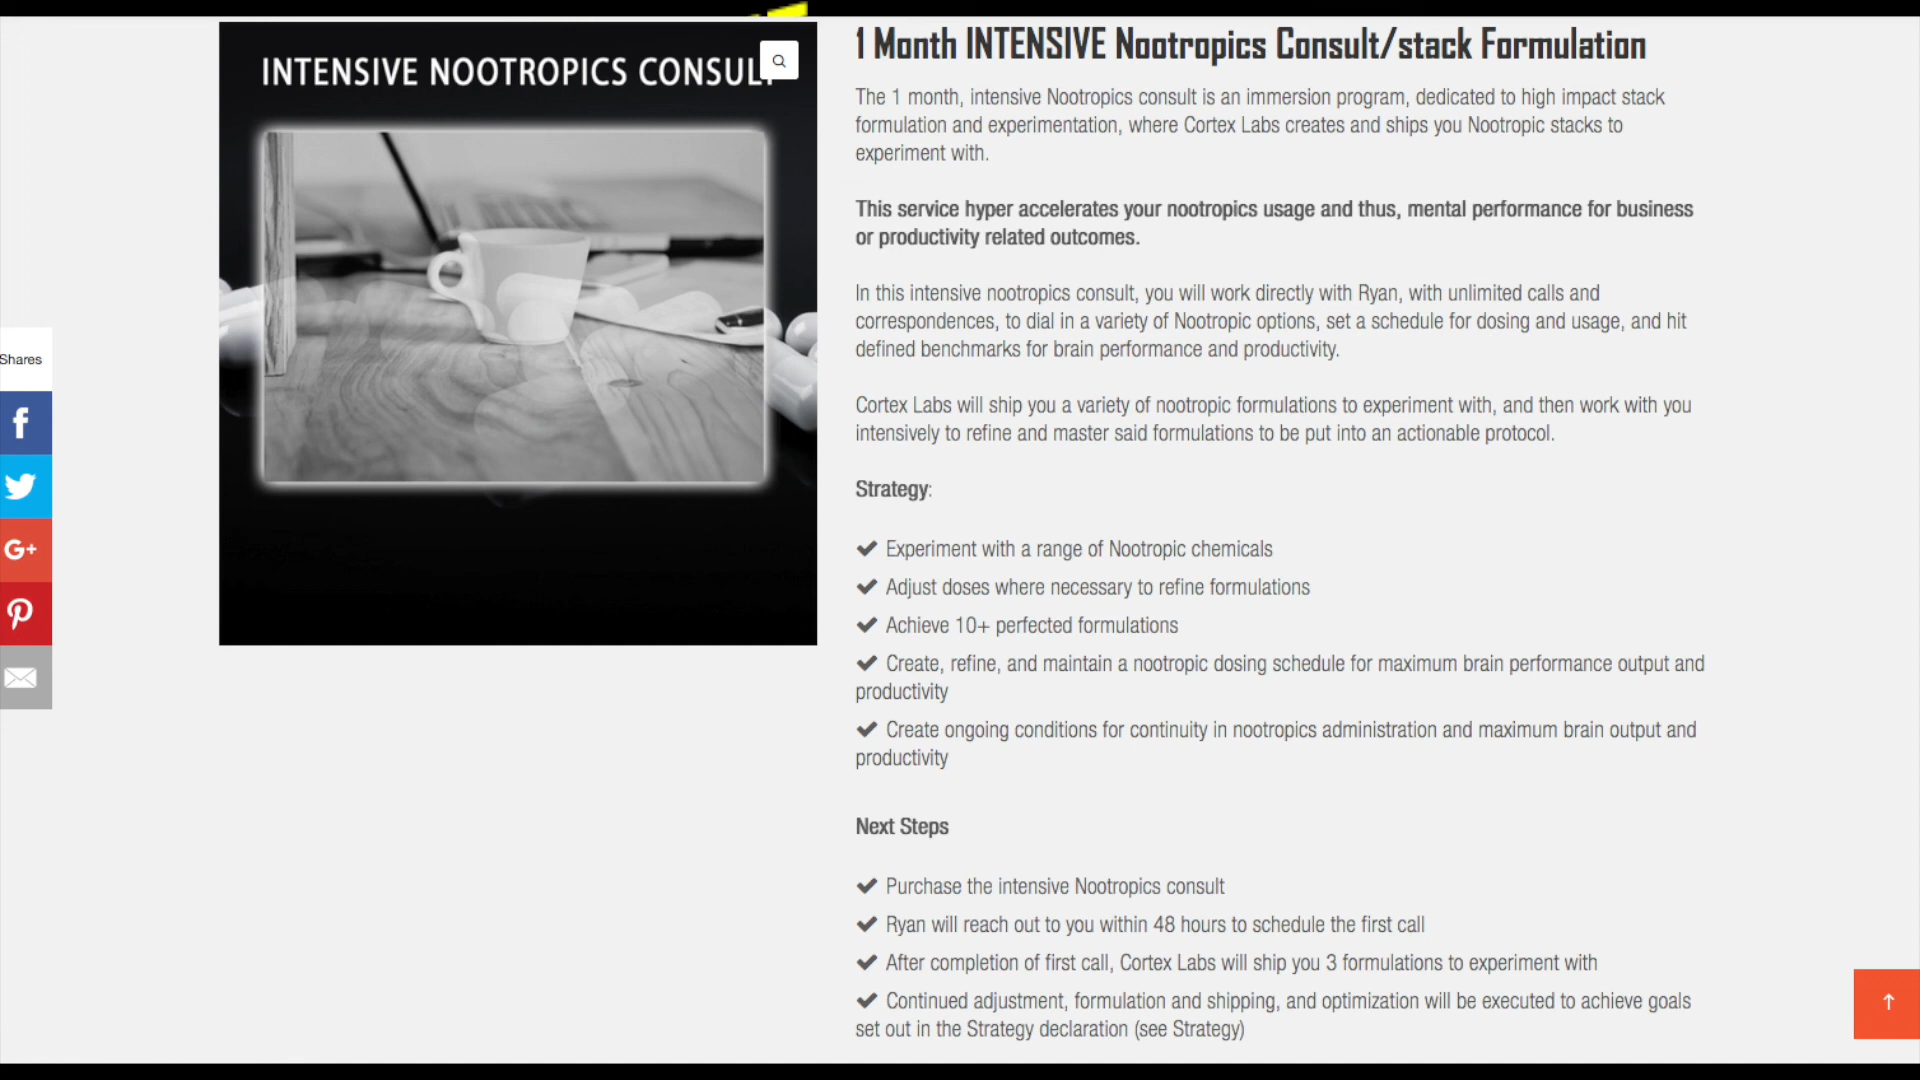 INTENSIVE NOOTROPICS CONSULT
1 Month INTENSIVE Nootropics Consult/stack Formulation
The 1 month, intensive Nootropics consult is an immersion program, dedicated to high impact stack
formulation and experimentation, where Cortex Labs creates and ships you Nootropic stacks to
experiment with.
This service hyper accelerates your nootropics usage and thus, mental performance for business
or productivity related outcomes.
In this intensive nootropics consult, you will work directly with Ryan, with unlimited calls and
correspondences, to dial in a variety of Nootropic options, set a schedule for dosing and usage, and hit
defined benchmarks for brain performance and productivity.
Cortex Labs will ship you a variety of nootropic formulations to experiment with, and then work with you
intensively to refine and master said formulations to be put into an actionable protocol.
Strategy:
✔ Experiment with a range of Nootropic chemicals
✔ Adjust doses where necessary to refine formulations
✔ Achieve 10+ perfected formulations
✔ Create, refine, and maintain a nootropic dosing schedule for maximum brain performance output and
productivity
✔ Create ongoing conditions for continuity in nootropics administration and maximum brain output and
productivity
Next Steps
✔ Purchase the intensive Nootropics consult
✔ Ryan will reach out to you within 48 hours to schedule the first call
✔ After completion of first call, Cortex Labs will ship you 3 formulations to experiment with
✔ Continued adjustment, formulation and shipping, and optimization will be executed to achieve goals
set out in the Strategy declaration (see Strategy)
Shares
G+